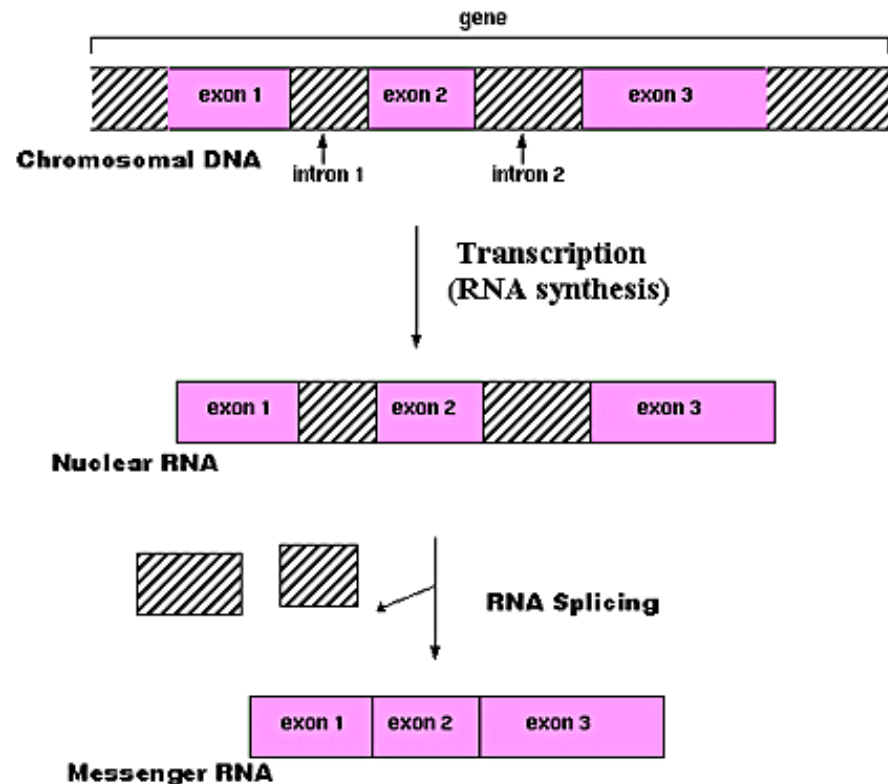 gene
exon 1
exon 2
exon 3
Chromosomal DNA
intron 1
intron 2
Transcription
(RNA synthesis)
exon 1
exon 2
exon 3
Nuclear RNA
RNA Splicing
exon 1
exon 2
exon 3
Messenger RNA